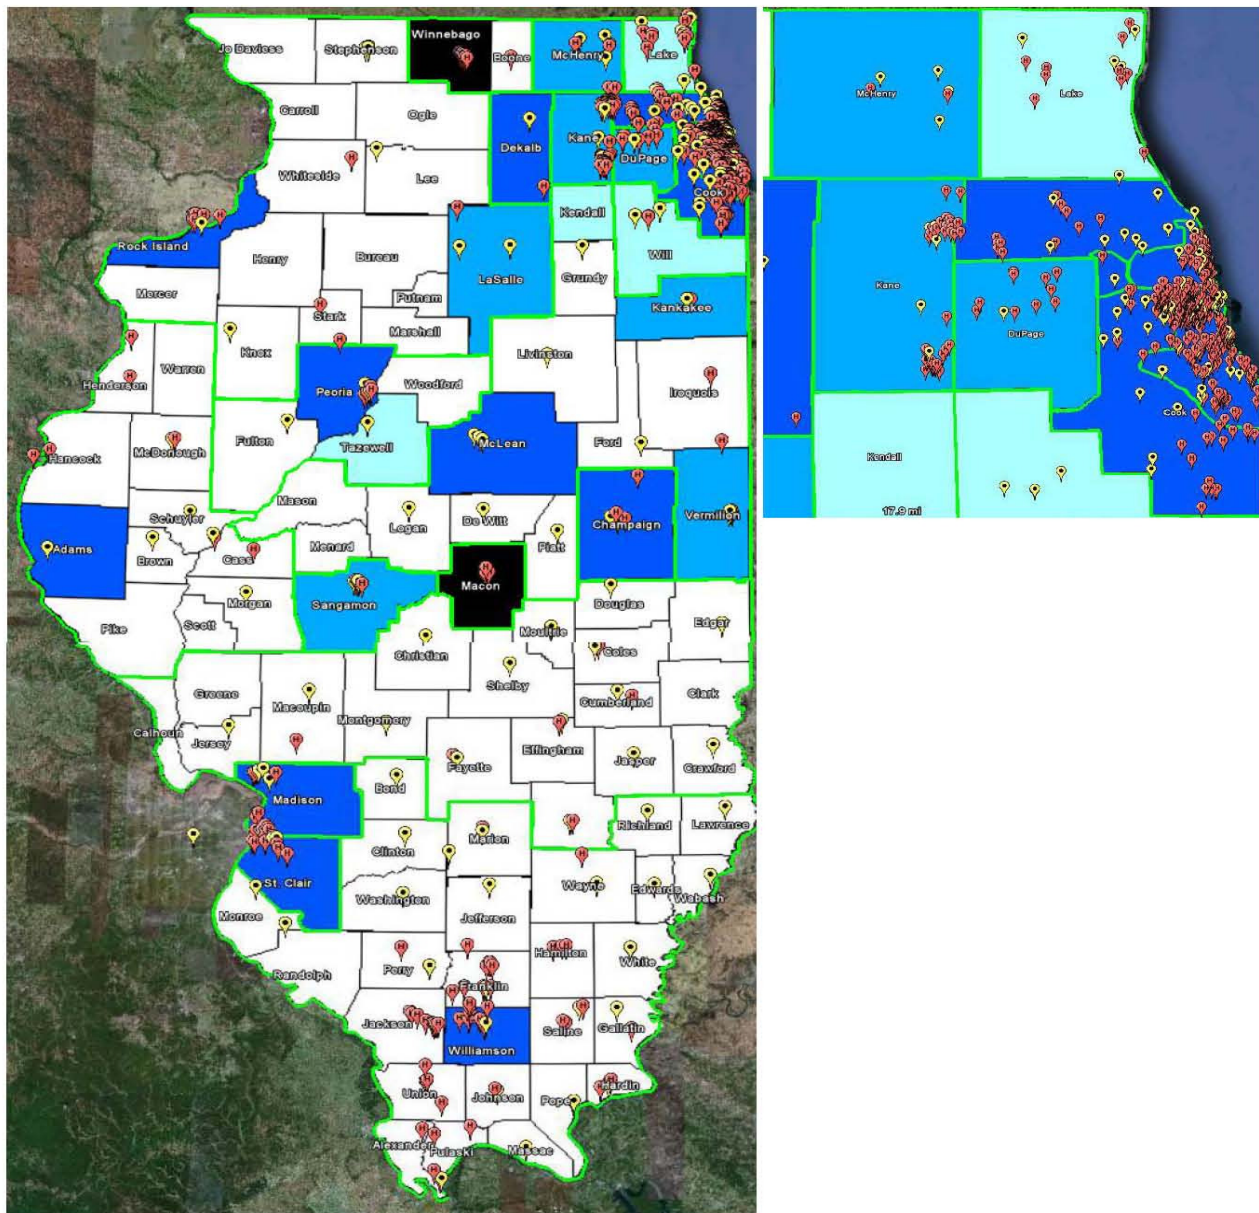 Jo Daviess
Stephenson
Winnebago
Boone
McHenry
Lake
Carroll
Ogle
Dekalb
Kane
DuPage
Cook
Whiteside
Lee
Kendall
Will
Rock Island
Henry
Bureau
LaSalle
Grundy
Mercer
Putnam
Kankakee
Stark
Marshall
Knox
Livinston
Henderson
Warren
Peoria
Woodford
Iroquois
Hancock
McDonough
Fulton
Tazewell
McLean
Ford
Mason
Schuyler
Logan
De Witt
Champaign
Vermilion
Adams
Brown
Cass
Menard
Piatt
Macon
Pike
Scott
Morgan
Sangamon
Douglas
Edgar
Moultrie
Christian
Coles
Shelby
Greene
Macoupin
Montgomery
Cumberland
Clark
Calhoun
Jersey
Fayette
Effingham
Jasper
Crawford
Madison
Bond
Richland
Lawrence
Clinton
Marion
St. Clair
Washington
Wayne
Edwards
Wabash
Monroe
Jefferson
Randolph
Perry
Hamilton
White
Franklin
Jackson
Williamson
Saline
Gallatin
Union
Johnson
Pope
Hardin
Alexander
Pulaski
Massac
McHenry
Lake
Kane
DuPage
Cook
Kendall
17.9 mi